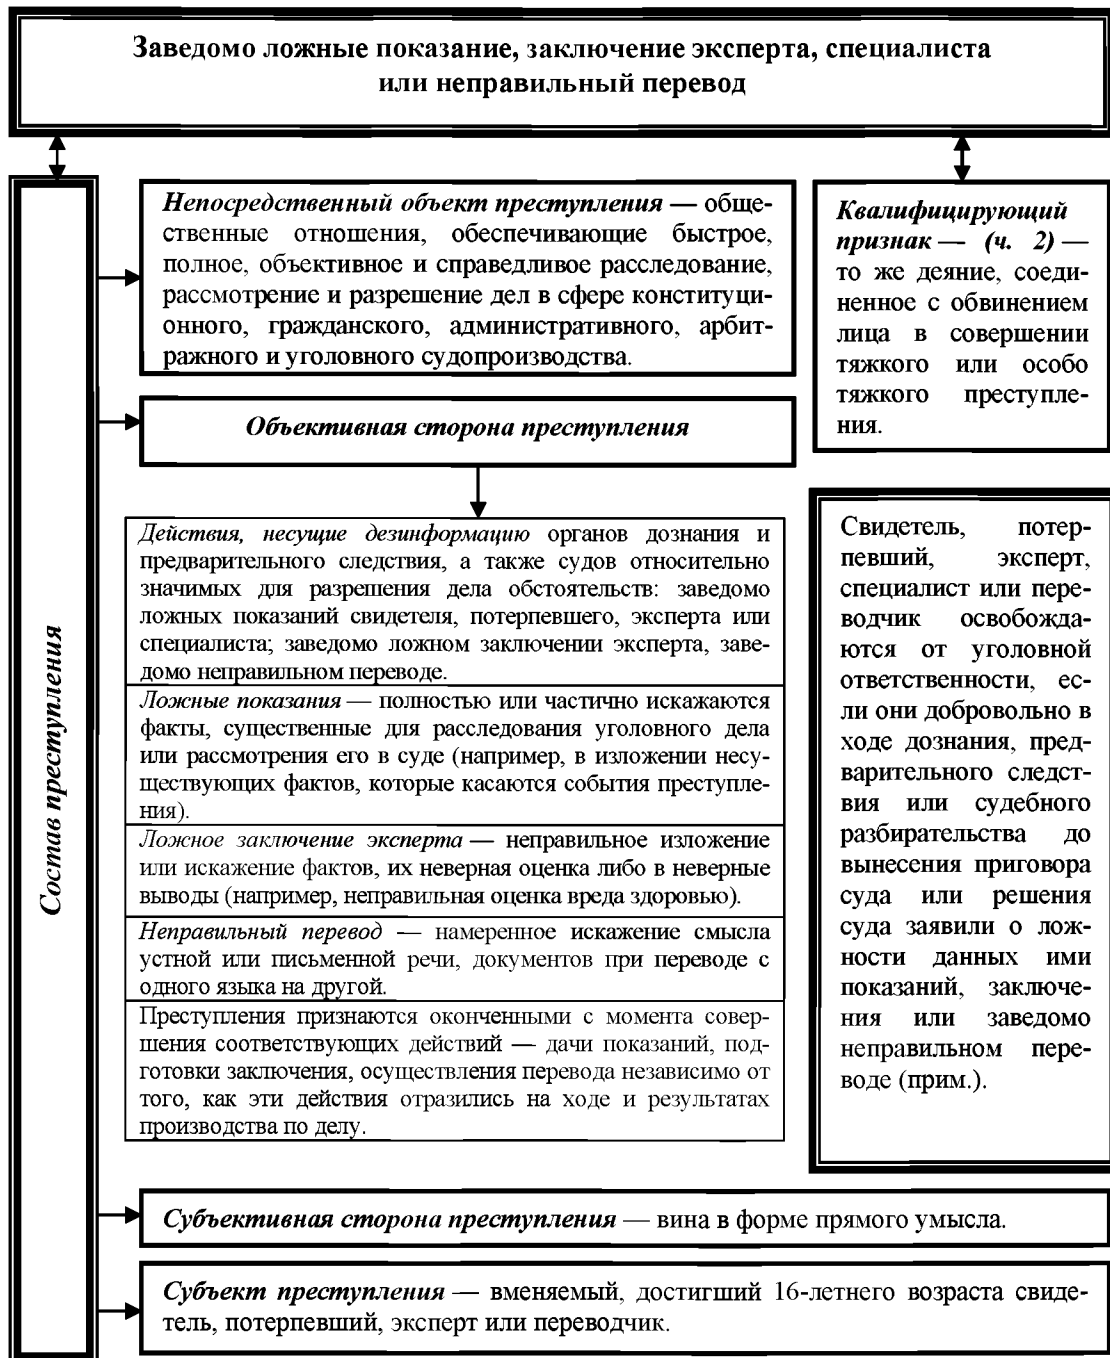 Заведомо ложные показание, заключение эксперта, специалиста
или неправильный перевод
Состав преступления
Непосредственный объект преступления — обще-
ственные отношения, обеспечивающие быстрое,
полное, объективное и справедливое расследование,
рассмотрение и разрешение дел в сфере конституци-
онного, гражданского, административного, арбит-
ражного и уголовного судопроизводства.
Объективная сторона преступления
Действия, несущие дезинформацию органов дознания и
предварительного следствия, а также судов относительно
значимых для разрешения дела обстоятельств: заведомо
ложных показаний свидетеля, потерпевшего, эксперта или
специалиста; заведомо ложном заключении эксперта, заве-
домо неправильном переводе.
Ложные показания — полностью или частично искажаются
факты, существенные для расследования уголовного дела
или рассмотрения его в суде (например, в изложении несу-
ществующих фактов, которые касаются события преступле-
ния).
Ложное заключение эксперта — неправильное изложение
или искажение фактов, их неверная оценка либо в неверные
выводы (например, неправильная оценка вреда здоровью).
Неправильный перевод — намеренное искажение смысла
устной или письменной речи, документов при переводе с
одного языка на другой.
Преступления признаются оконченными с момента совер-
шения соответствующих действий — дачи показаний, под-
готовки заключения, осуществления перевода независимо от
того, как эти действия отразились на ходе и результатах
производства по делу.
Субъективная сторона преступления — вина в форме прямого умысла.
Субъект преступления — вменяемый, достигший 16-летнего возраста свиде-
тель, потерпевший, эксперт или переводчик.
Квалифицирующий
признак — (ч. 2) —
то же деяние, соеди-
ненное с обвинением
лица в совершении
тяжкого или особо
тяжкого преступле-
ния.
Свидетель, потер-
певший, эксперт,
специалист или пере-
водчик освобожда-
ются от уголовной
ответственности, ес-
ли они добровольно в
ходе дознания, пред-
варительного следст-
вия или судебного
разбирательства до
вынесения приговора
суда или решения
суда заявили о лож-
ности данных ими
показаний, заключе-
ния или заведомо
неправильном пере-
воде (прим.).